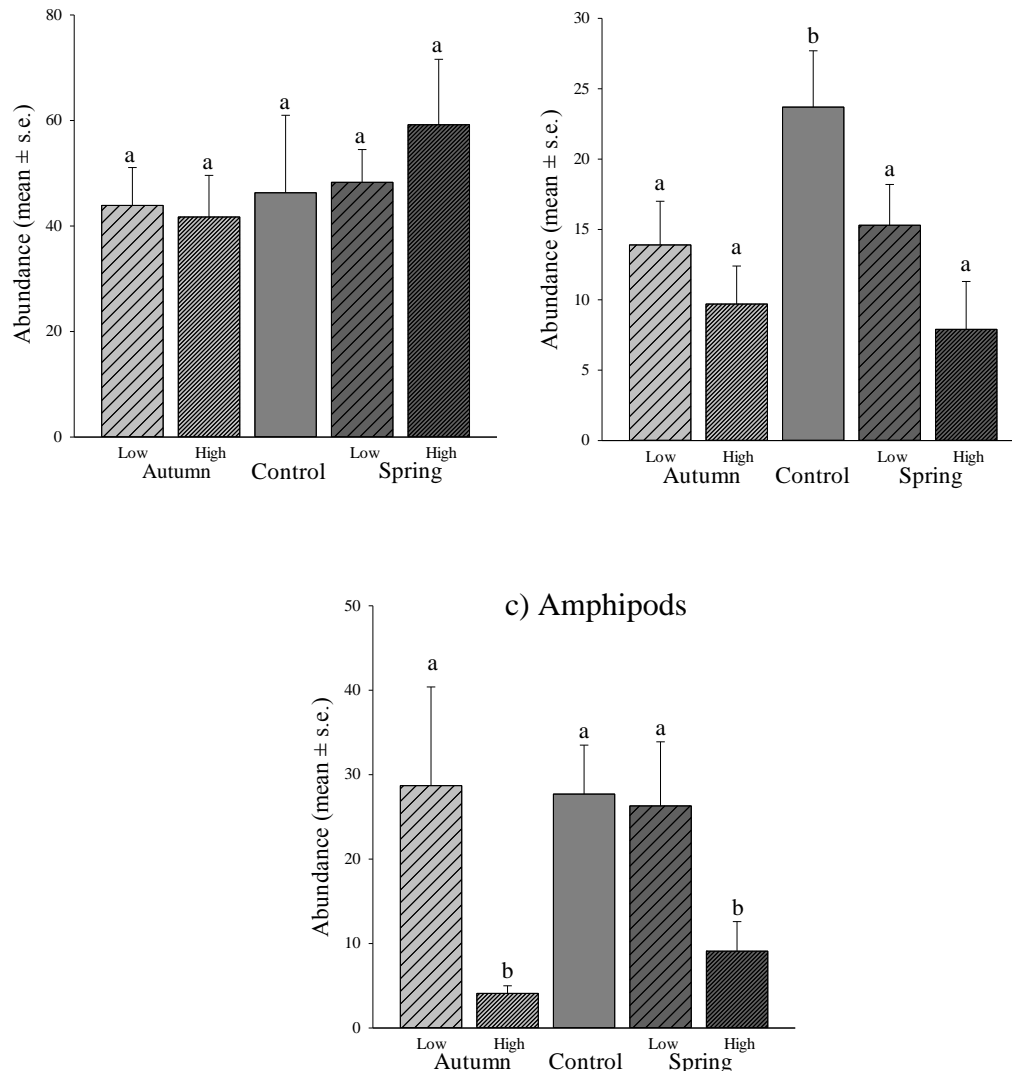 80
60
40
20
0
Abundance (mean ± s.e.)
a
a
a
a
a
Low
High
Low
High
Autumn
Control
Spring
30
25
20
15
10
5
0
Abundance (mean ± s.e.)
a
a
b
a
a
Low
High
Low
High
Autumn
Control
Spring
c) Amphipods
50
40
30
20
10
0
Abundance (mean ± s.e.)
a
b
a
a
b
Low
High
Low
High
Autumn
Control
Spring